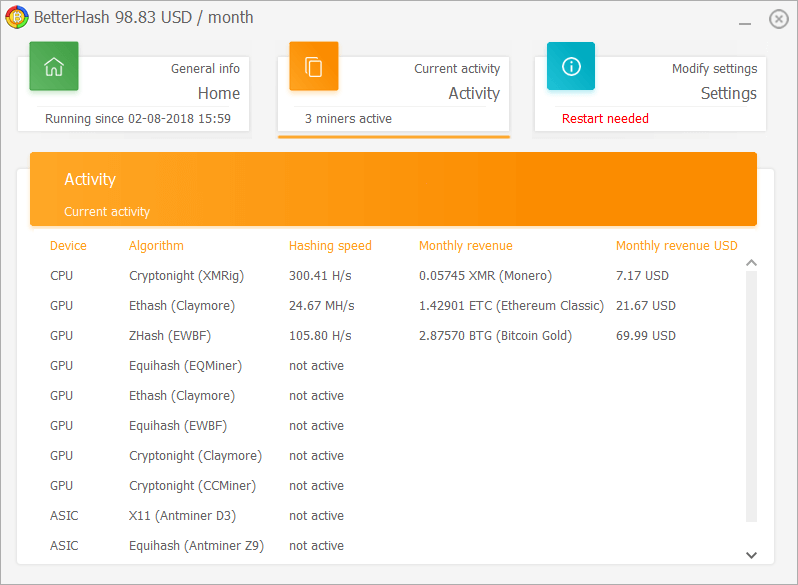 BetterHash 98.83 USD / month
General info
Home
Running since 02-08-2018 15:59
Current activity
Activity
3 miners active
Modify settings
Settings
Restart needed
Activity
Current activity
Device Algorithm Hashing speed Monthly revenue Monthly revenue USD
CPU Cryptonight (XMRig) 300.41 H/s 0.05745 XMR (Monero) 7.17 USD
GPU Ethash (Claymore) 24.67 MH/s 1.42901 ETC (Ethereum Classic) 21.67 USD
GPU ZHash (EWBF) 105.80 H/s 2.87570 BTG (Bitcoin Gold) 69.99 USD
GPU Equihash (EQMiner) not active
GPU Ethash (Claymore) not active
GPU Equihash (EWBF) not active
GPU Cryptonight (Claymore) not active
GPU Cryptonight (CCMiner) not active
ASIC X11 (Antminer D3) not active
ASIC Equihash (Antminer Z9) not active